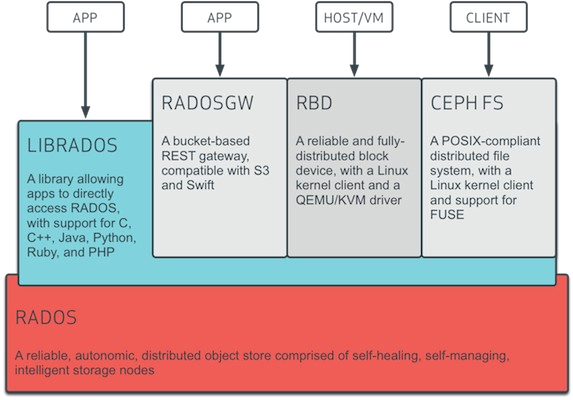 APP
APP
HOST/VM
CLIENT
LIBRADOS
A library allowing
apps to directly
access RADOS,
with support for C,
C++, Java, Python,
Ruby, and PHP
RADOSGW
A bucket-based
REST gateway,
compatible with S3
and Swift
RBD
A reliable and fully-
distributed block
device, with a Linux
kernel client and a
QEMU/KVM driver
CEPH FS
A POSIX-compliant
distributed file
system, with a
Linux kernel client
and support for
FUSE
RADOS
A reliable, autonomic, distributed object store comprised of self-healing, self-managing,
intelligent storage nodes